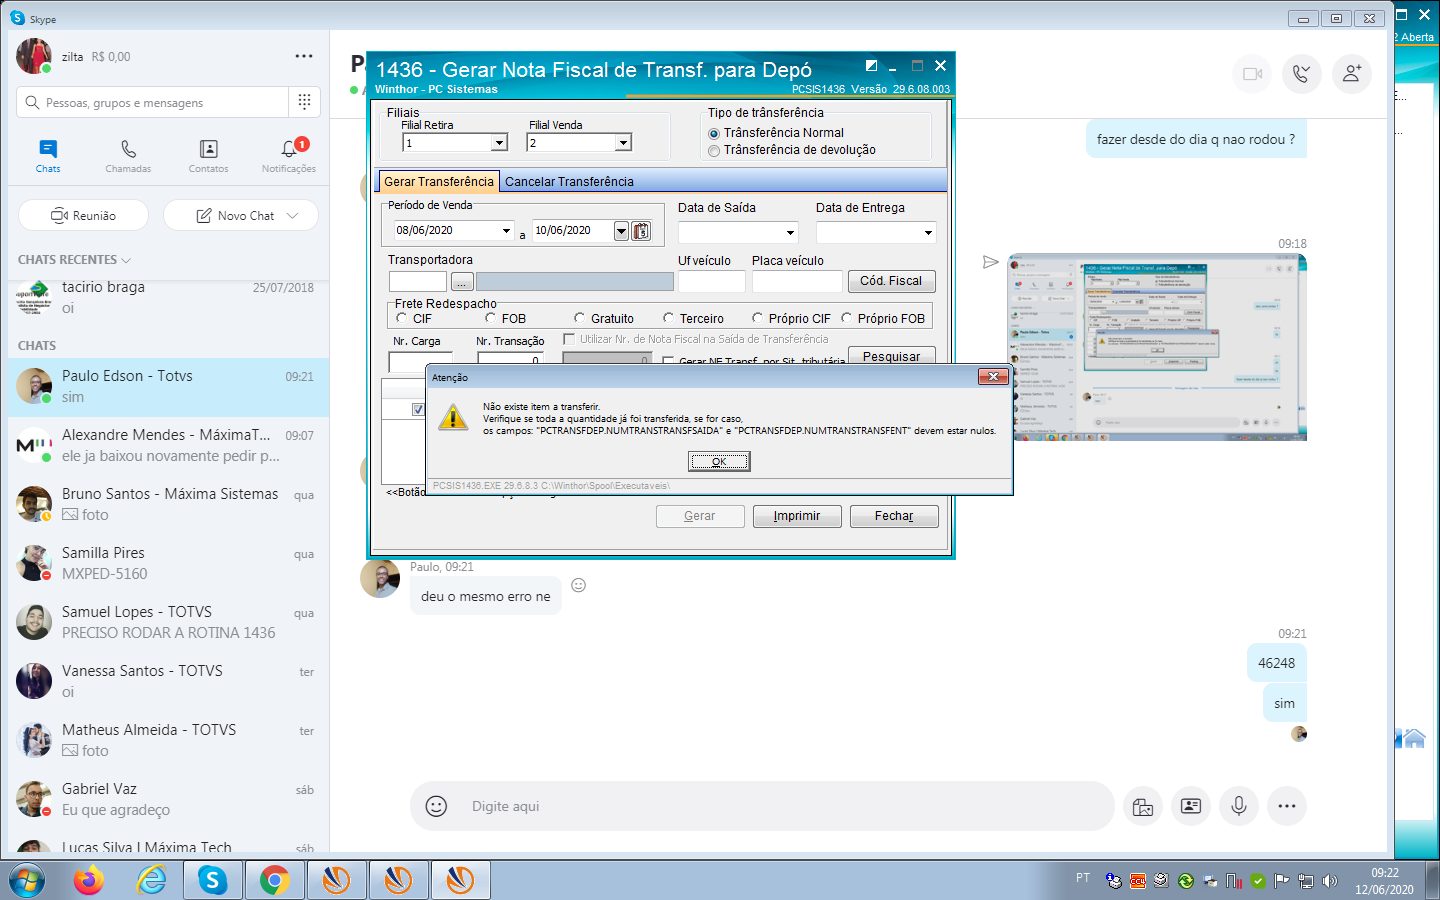 Skype
zilta R$ 0,00
Pessoas, grupos e mensagens
Chats
Chamadas
Contatos
1
Notificações
Reunião
Novo Chat
CHATS RECENTES
tacirio braga 25/07/2018
oi
CHATS
Paulo Edson - Totvs 09:21
sim
Alexandre Mendes - MáximaT... 09:07
ele ja baixou novamente pedir p...
Bruno Santos - Máxima Sistemas qua
foto
Samilla Pires qua
MXPED-5160
Samuel Lopes - TOTVS qua
PRECISO RODAR A ROTINA 1436
Vanessa Santos - TOTVS ter
oi
Matheus Almeida - TOTVS ter
foto
Gabriel Vaz sáb
Eu que agradeço
Lucas Silva | Máxima Tech sáb
1436 - Gerar Nota Fiscal de Transf. para Depó
Winthor - PC Sistemas
PCSIS1436 Versão 29.6.08.003
Filiais
Filial Retira
Filial Venda
1
2
Tipo de trânsferência
Trânsferência Normal
Trânsferência de devolução
Gerar Transferência
Cancelar Transferência
Período de Venda
08/06/2020 a 10/06/2020
Data de Saída
Data de Entrega
Transportadora
...
Uf veículo
Placa veículo
Cód. Fiscal
Frete Redespacho
CIF
FOB
Gratuito
Terceiro
Próprio CIF
Próprio FOB
Nr. Carga
Nr. Transação
0
Utilizar Nr. de Nota Fiscal na Saída de Transferência
0
Gerar NF Transf. por Sit. tributária
Pesquisar
Atenção
Não existe item a transferir.
Verifique se toda a quantidade já foi transferida, se for caso,
os campos: "PCTRANSFDEP.NUMTRANSTRANSFSAIDA" e "PCTRANSFDEP.NUMTRANSTRANSFENT" devem estar nulos.
OK
PCSIS1436.EXE 29.6.8.3 C:\Winthor\Spool\Executaveis\
<<Botão
Gerar
Imprimir
Fechar
fazer desde do dia q nao rodou ?
09:18
Paulo, 09:21
deu o mesmo erro ne
09:21
46248
sim
Digite aqui
2 Aberta
E...
PT
09:22
12/06/2020